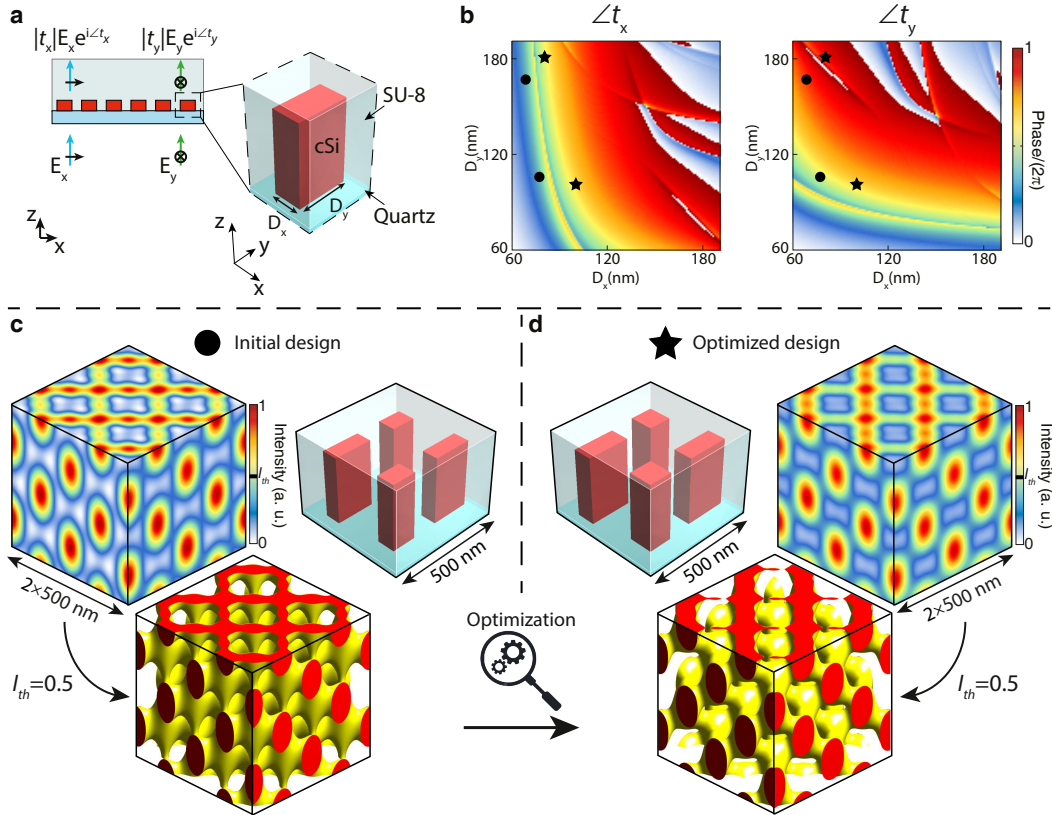 a
|t_x|E_x e^{i∠t_x}
|t_y|E_y e^{i∠t_y}
E_x
E_y
z
x
SU-8
cSi
D_x
D_y
Quartz
z
y
x
b
∠t_x
∠t_y
D_y(nm)
180
120
60
60
120
180
D_x(nm)
D_y(nm)
180
120
60
60
120
180
D_x(nm)
1
Phase/(2π)
0
c
Initial design
1
I_th
0
Intensity (a. u.)
2×500 nm
500 nm
I_th=0.5
Optimization
d
Optimized design
500 nm
1
I_th
0
Intensity (a. u.)
2×500 nm
I_th=0.5